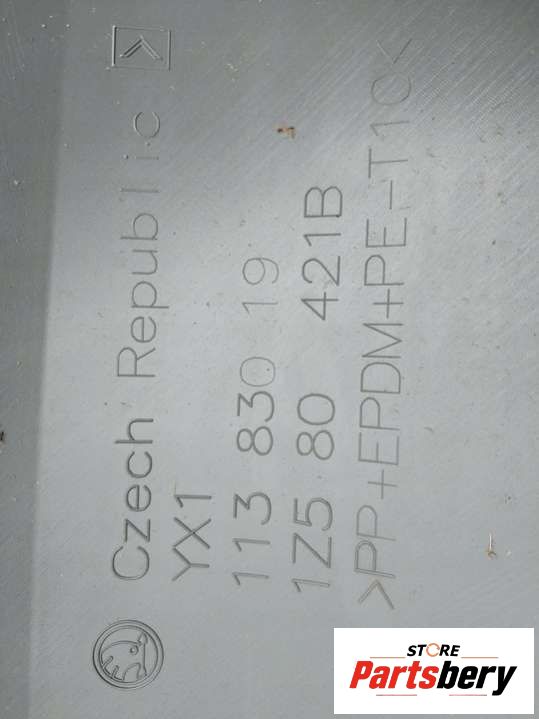 Czech Republic
YX1
113 830 19
1Z5 80 421B
>PP+EPDM+PE-T10<
STORE
Partsbery